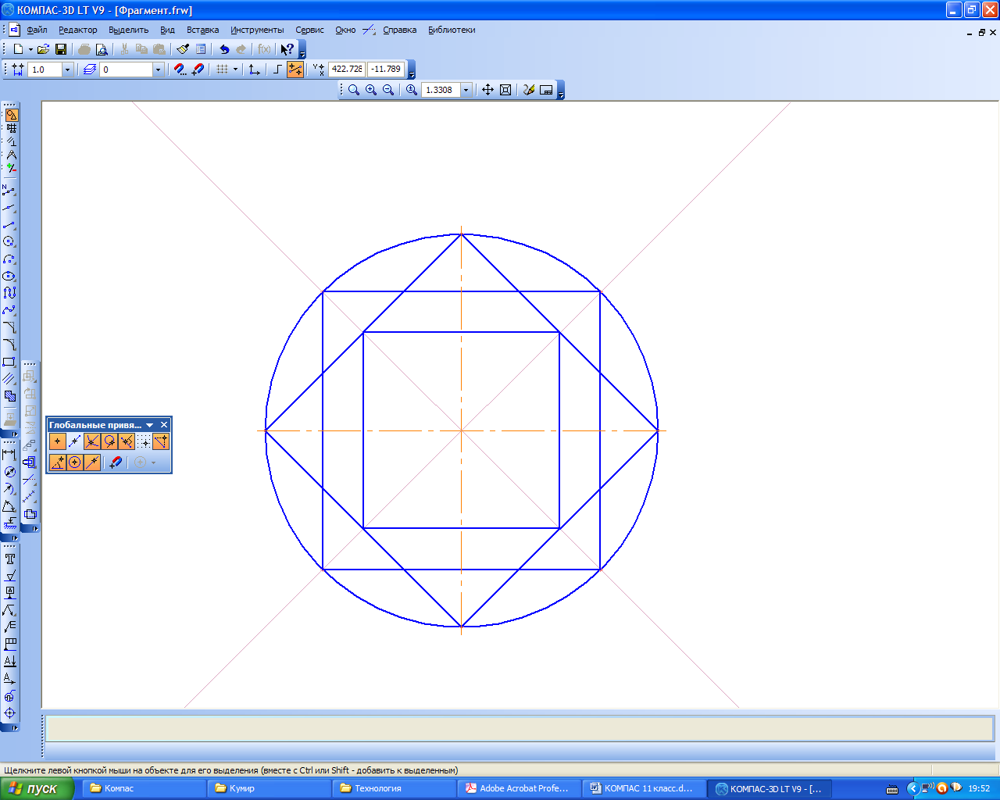 КОМПАС-3D LT V9 - [Фрагмент.frw]
Файл Редактор Выделить Вид Вставка Инструменты Сервис Окно Справка Библиотеки
f(x)
1.0 0 422.728 -11.789
1.3308
Глобальные привя...
Щелкните левой кнопкой мыши на объекте для его выделения (вместе с Ctrl или Shift - добавить к выделенным)
пуск Компас Кумир Технология Adobe Acrobat Profe... КОМПАС 11 класс.d... КОМПАС-3D LT V9 - [... 19:52